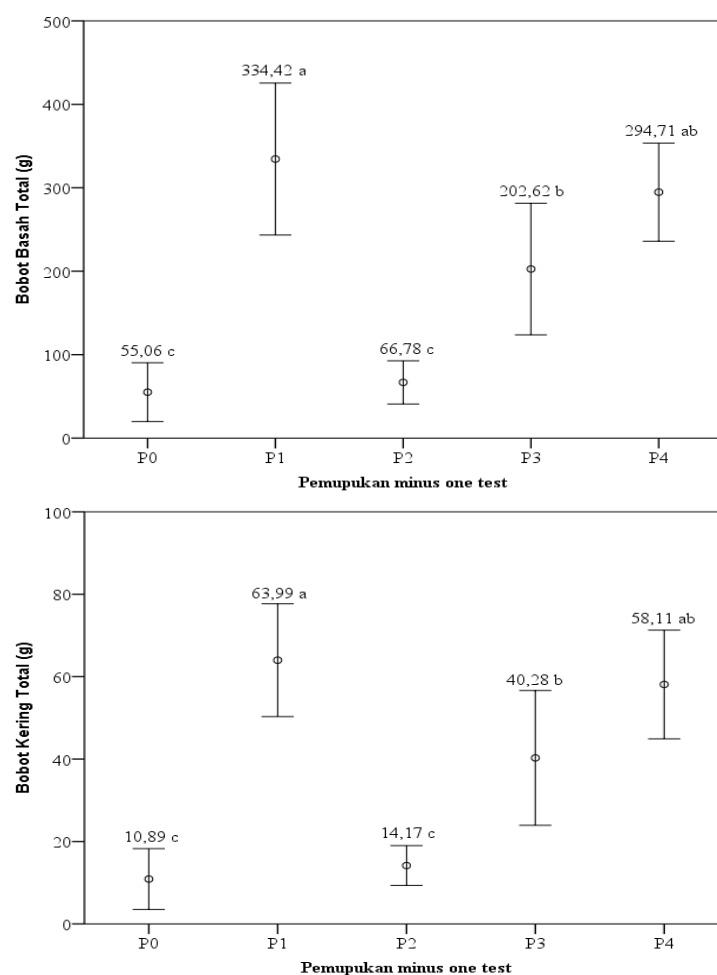 Bobot Basah Total (g)
500
400
300
200
100
0
55,06 c
334,42 a
66,78 c
202,62 b
294,71 ab
P0 P1 P2 P3 P4
Pemupukan minus one test
Bobot Kering Total (g)
100
80
60
40
20
0
10,89 c
63,99 a
14,17 c
40,28 b
58,11 ab
P0 P1 P2 P3 P4
Pemupukan minus one test